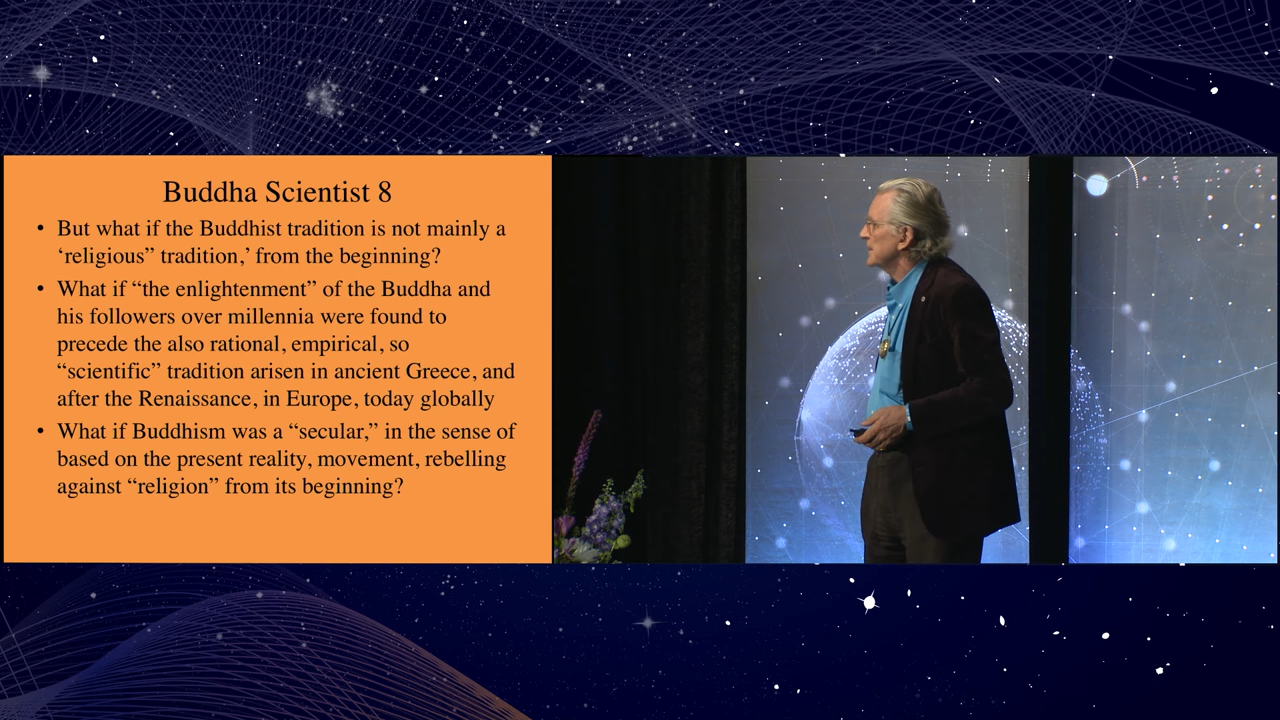 Buddha Scientist 8
• But what if the Buddhist tradition is not mainly a
‘religious” tradition,’ from the beginning?
• What if “the enlightenment” of the Buddha and
his followers over millennia were found to
precede the also rational, empirical, so
“scientific” tradition arisen in ancient Greece, and
after the Renaissance, in Europe, today globally
• What if Buddhism was a “secular,” in the sense of
based on the present reality, movement, rebelling
against “religion” from its beginning?